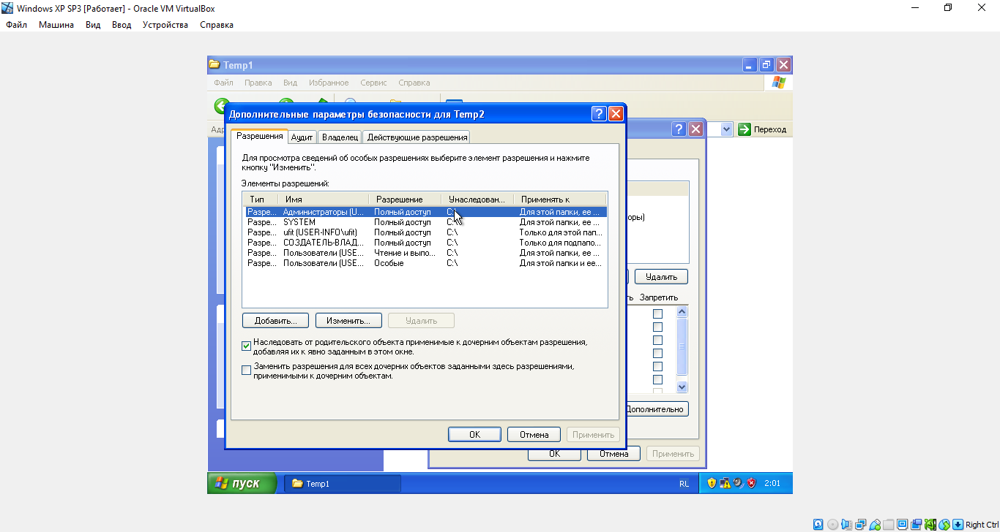 Windows XP SP3 [Работает] - Oracle VM VirtualBox
Файл Машина Вид Ввод Устройства Справка
Temp1
Файл Правка Вид Избранное Сервис Справка
Переход
Дополнительные параметры безопасности для Temp2
Разрешения Аудит Владелец Действующие разрешения
Для просмотра сведений об особых разрешениях выберите элемент разрешения и нажмите
кнопку "Изменить".
Элементы разрешений:
Тип Имя Разрешение Унаследован... Применять к
Разре... Администраторы (U... Полный доступ C:\ Для этой папки, ее ...
Разре... SYSTEM Полный доступ C:\ Для этой папки, ее ...
Разре... ufit (USER-INFO\ufit) Полный доступ C:\ Только для этой пап...
Разре... СОЗДАТЕЛЬ-ВЛАД... Полный доступ C:\ Только для подпапо...
Разре... Пользователи (USE... Чтение и выпо... C:\ Для этой папки, ее ...
Разре... Пользователи (USE... Особые C:\ Для этой папки и ее...
Добавить... Изменить... Удалить
Наследовать от родительского объекта применимые к дочерним объектам разрешения,
добавляя их к явно заданным в этом окне.
Заменить разрешения для всех дочерних объектов заданными здесь разрешениями,
применимыми к дочерним объектам.
OK Отмена Применить
оры)
Удалить
ть Запретить
Дополнительно
OK Отмена Применить
пуск Temp1 RL 2:01
Right Ctrl